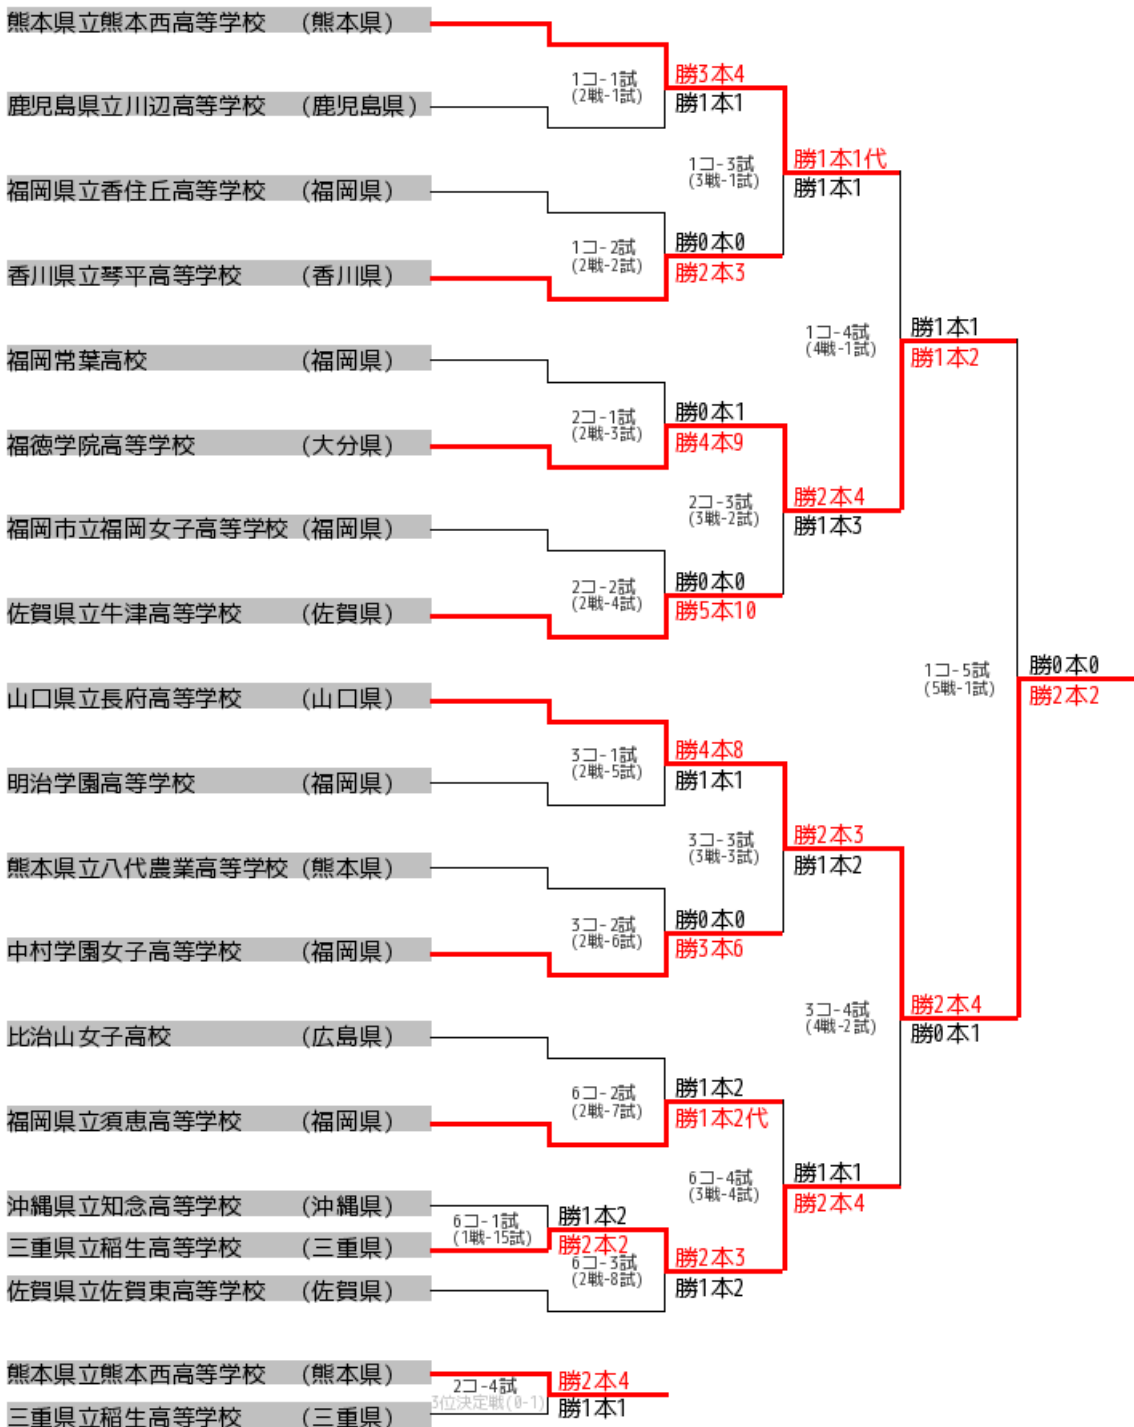 熊本県立熊本西高等学校 (熊本県)
1コ-1試
(2戦-1試)
勝3本4
勝1本1
鹿児島県立川辺高等学校 (鹿児島県)
1コ-3試
(3戦-1試)
勝1本1代
勝1本1
福岡県立香住丘高等学校 (福岡県)
1コ-2試
(2戦-2試)
勝0本0
勝2本3
香川県立琴平高等学校 (香川県)
1コ-4試
(4戦-1試)
勝1本1
勝1本2
福岡常葉高校 (福岡県)
2コ-1試
(2戦-3試)
勝0本1
勝4本9
福徳学院高等学校 (大分県)
2コ-3試
(3戦-2試)
勝2本4
勝1本3
福岡市立福岡女子高等学校 (福岡県)
2コ-2試
(2戦-4試)
勝0本0
勝5本10
佐賀県立牛津高等学校 (佐賀県)
1コ-5試
(5戦-1試)
勝0本0
勝2本2
山口県立長府高等学校 (山口県)
3コ-1試
(2戦-5試)
勝4本8
勝1本1
明治学園高等学校 (福岡県)
3コ-3試
(3戦-3試)
勝2本3
勝1本2
熊本県立八代農業高等学校 (熊本県)
3コ-2試
(2戦-6試)
勝0本0
勝3本6
中村学園女子高等学校 (福岡県)
3コ-4試
(4戦-2試)
勝2本4
勝0本1
比治山女子高校 (広島県)
6コ-2試
(2戦-7試)
勝1本2
勝1本2代
福岡県立須恵高等学校 (福岡県)
6コ-4試
(3戦-4試)
勝1本1
勝2本4
沖縄県立知念高等学校 (沖縄県)
6コ-1試
(1戦-15試)
勝1本2
勝2本2
三重県立稲生高等学校 (三重県)
6コ-3試
(2戦-8試)
勝2本3
勝1本2
佐賀県立佐賀東高等学校 (佐賀県)
熊本県立熊本西高等学校 (熊本県)
2コ-4試
3位決定戦(0-1)
勝2本4
勝1本1
三重県立稲生高等学校 (三重県)